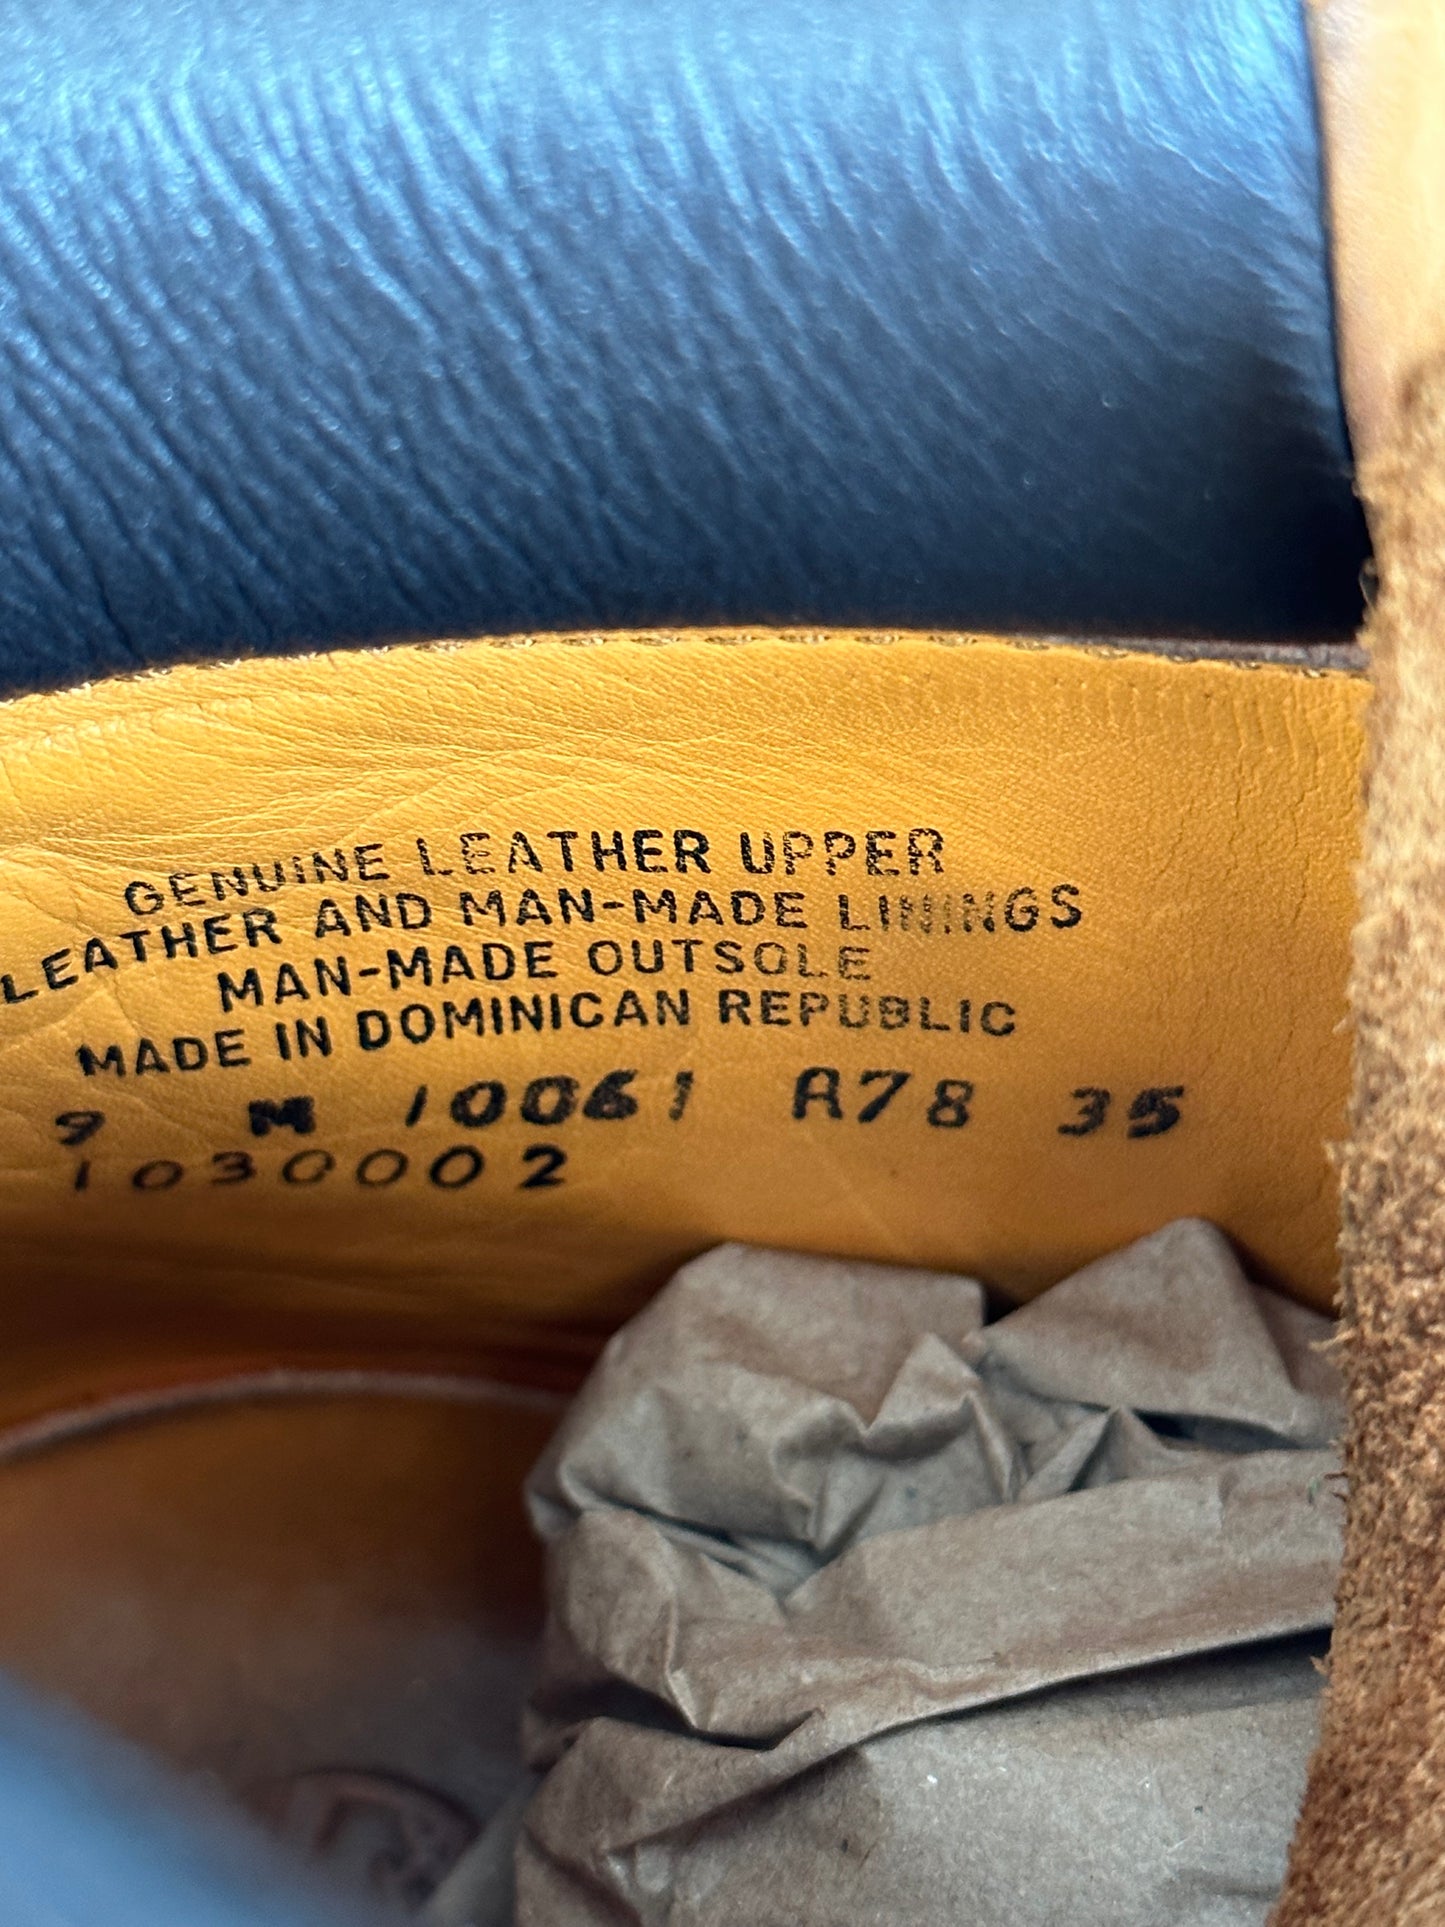 GENUINE LEATHER UPPER
LEATHER AND MAN-MADE LININGS
MAN-MADE OUTSOLE
MADE IN DOMINICAN REPUBLIC
9 M 10061 A78 35
1030002